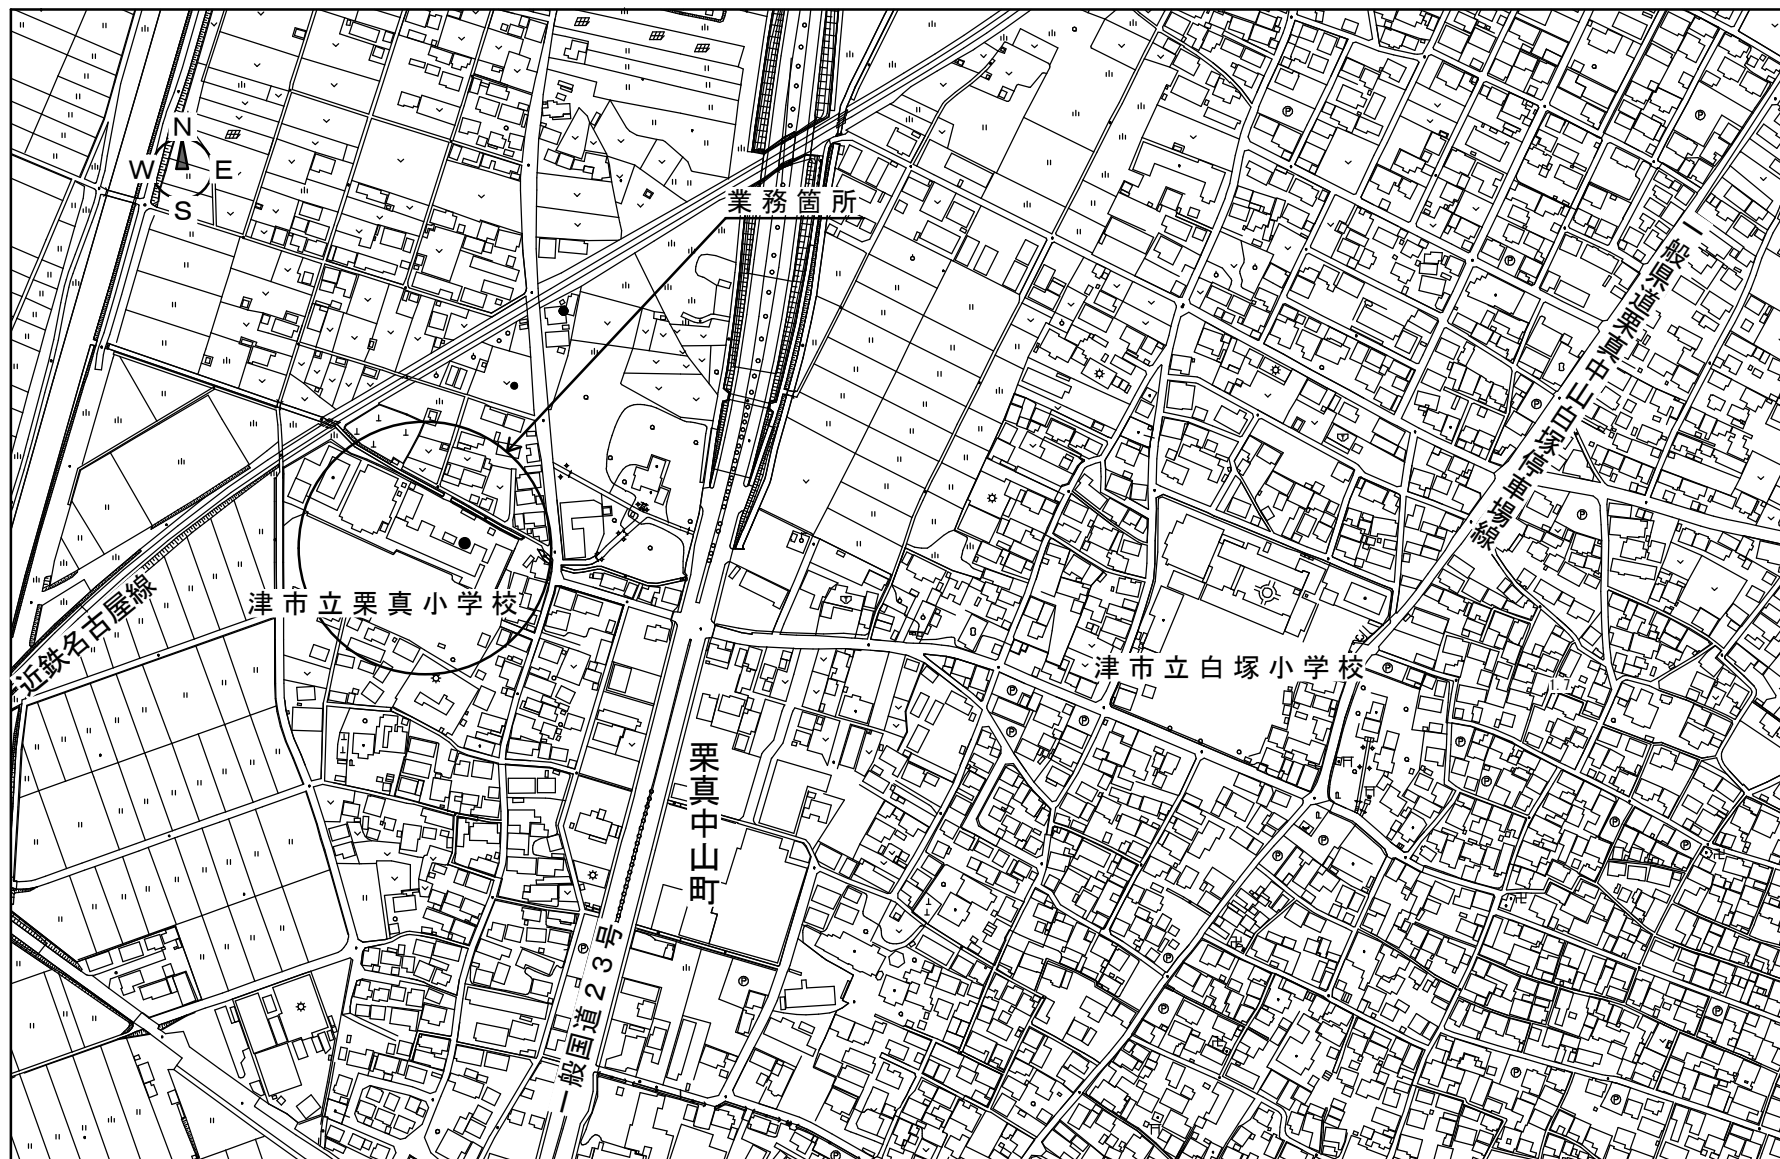 N
W E
S
業務箇所
一般県道栗真中山白塚停車場線
近鉄名古屋線
津市立栗真小学校
津市立白塚小学校
1.7
栗真中山町
一般国道23号